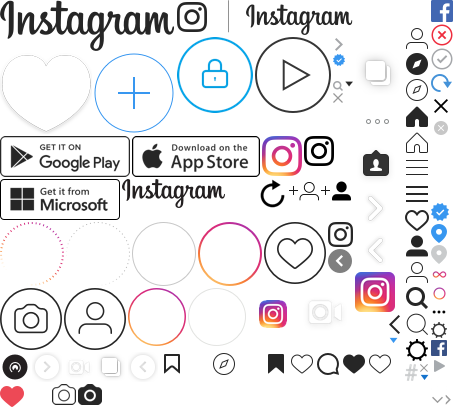 Instagram
Instagram
GET IT ON
Google Play
Download on the
App Store
Get it from
Microsoft
Instagram